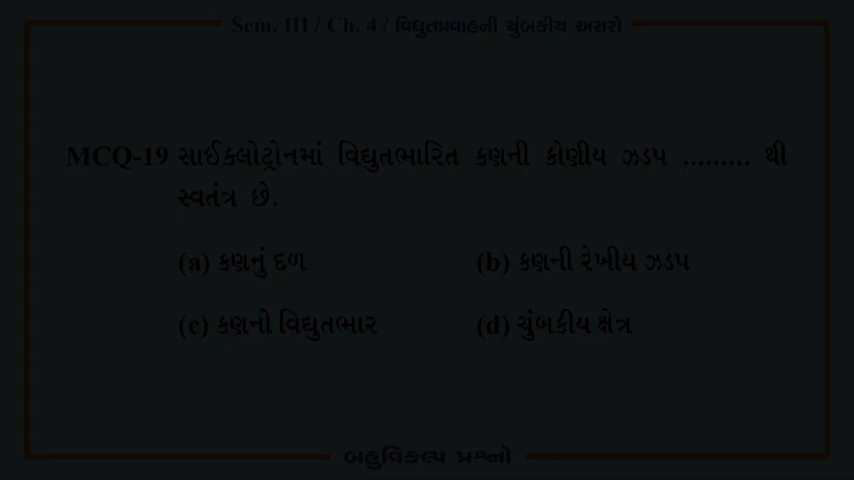 Sem. III / Ch. 4 / વિદ્યુતપ્રવાહની ચુંબકીય અસરો
MCQ-19 સાઈક્લોટ્રોનમાં વિદ્યુતભારિત કણની કોણીય ઝડપ ......... થી
સ્વતંત્ર છે.
(a) કણનું દળ (b) કણની રેખીય ઝડપ
(c) કણનો વિદ્યુતભાર (d) ચુંબકીય ક્ષેત્ર
બહુવિકલ્પ પ્રશ્નો